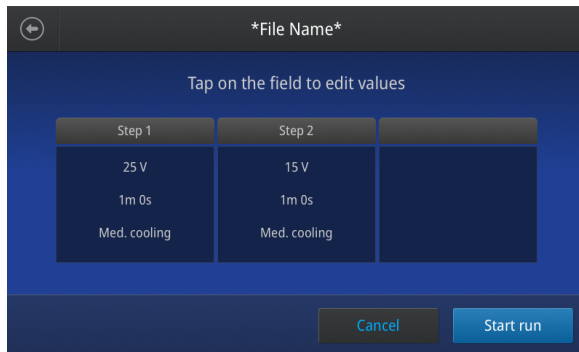 *File Name*
Tap on the field to edit values
Step 1 Step 2
25 V 15 V
1m 0s 1m 0s
Med. cooling Med. cooling
Cancel Start run